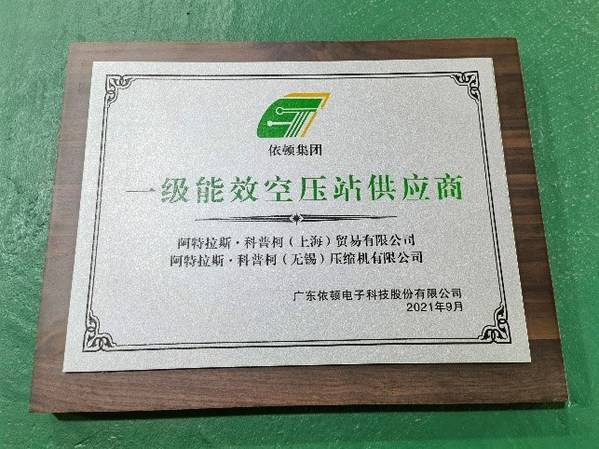 依顿集团
一级能效空压站供应商
阿特拉斯·科普柯（上海）贸易有限公司
阿特拉斯·科普柯（无锡）压缩机有限公司
广东依顿电子科技股份有限公司
2021年9月